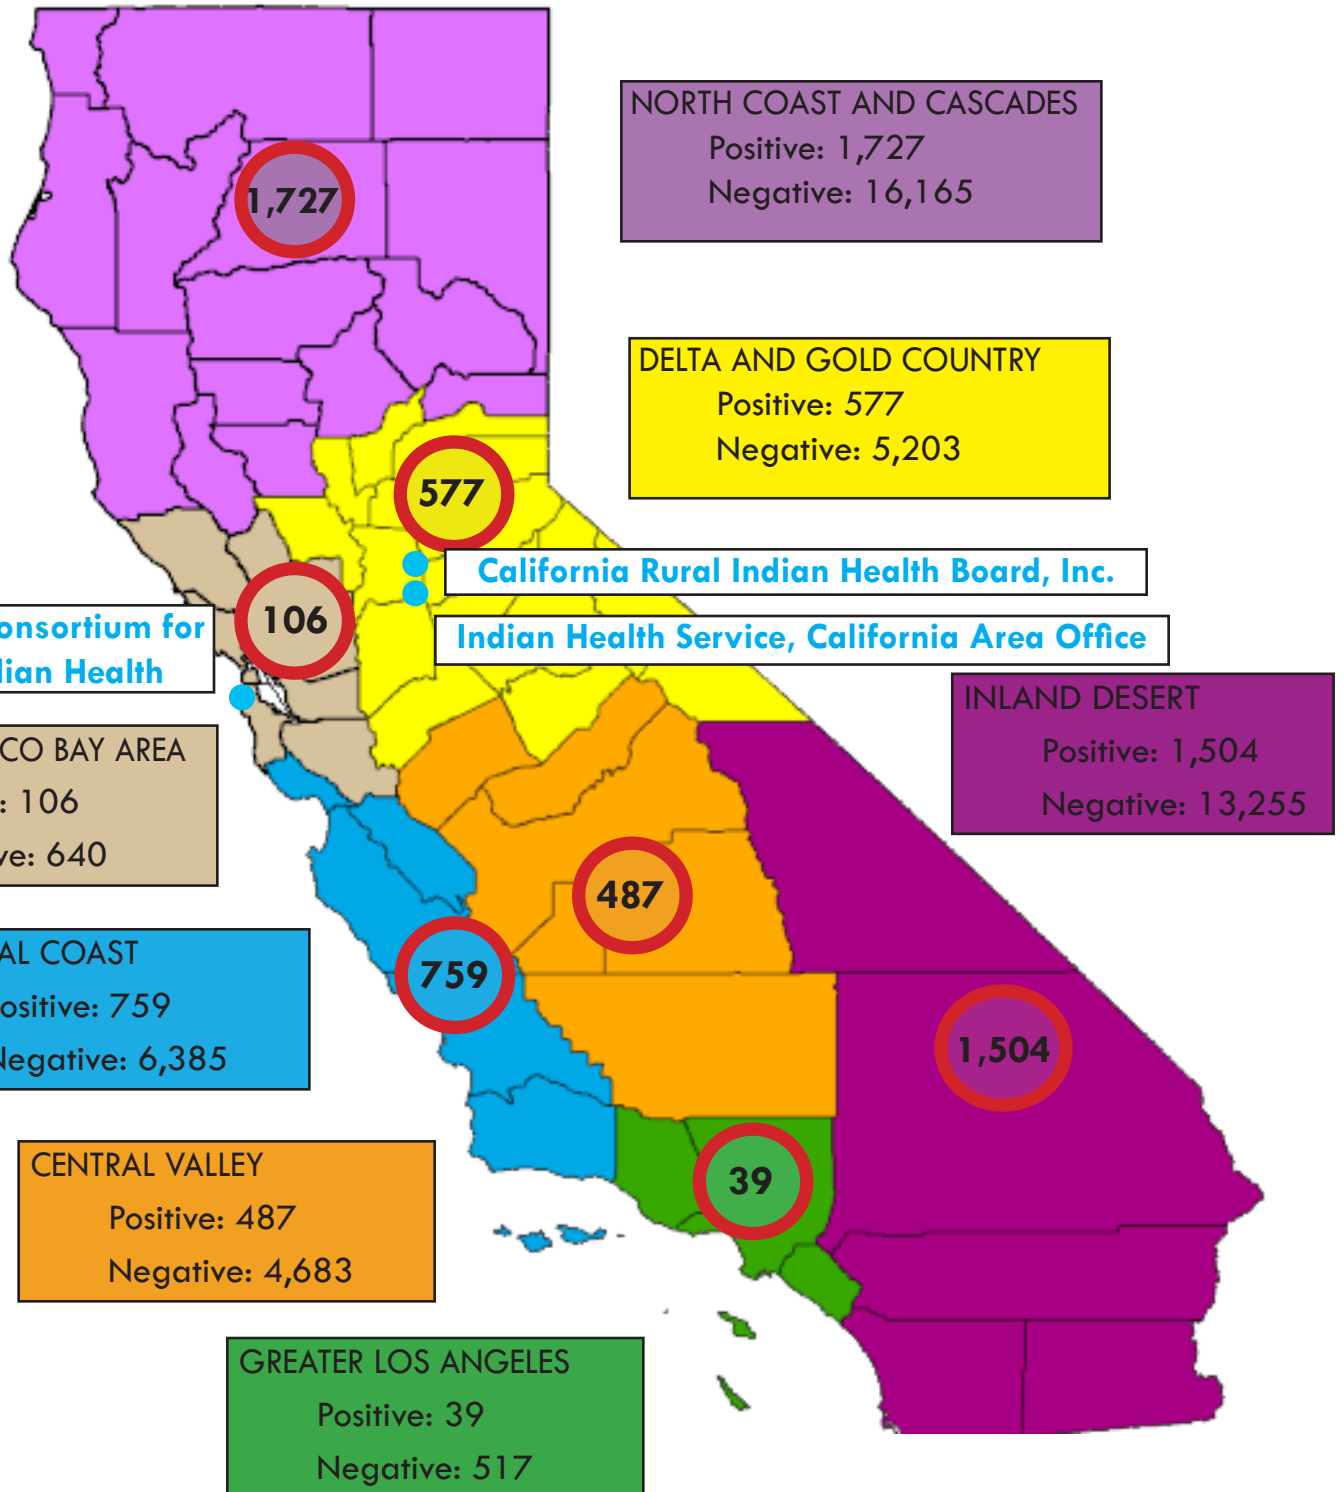 NORTH COAST AND CASCADES
Positive: 1,727
Negative: 16,165
1,727
DELTA AND GOLD COUNTRY
Positive: 577
Negative: 5,203
577
California Rural Indian Health Board, Inc.
Indian Health Service, California Area Office
106
onsortium for
dian Health
INLAND DESERT
Positive: 1,504
Negative: 13,255
CO BAY AREA
: 106
ve: 640
487
AL COAST
ositive: 759
Negative: 6,385
759
1,504
CENTRAL VALLEY
Positive: 487
Negative: 4,683
39
GREATER LOS ANGELES
Positive: 39
Negative: 517